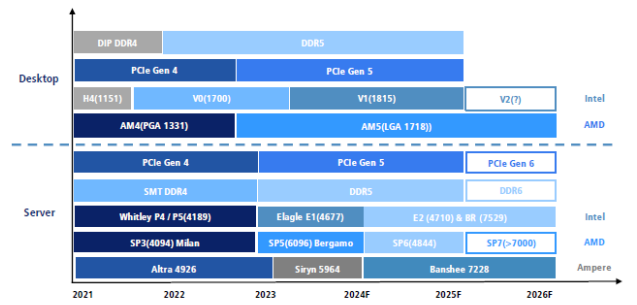 DIP DDR4 DDR5
Desktop
PCIe Gen 4 PCIe Gen 5
H4(1151) V0(1700) V1(1815) V2(?) Intel
AM4(PGA 1331) AM5(LGA 1718)) AMD
PCIe Gen 4 PCIe Gen 5 PCIe Gen 6
SMT DDR4 DDR5 DDR6
Server
Whitley P4 / P5(4189) Elagle E1(4677) E2 (4710) & BR (7529) Intel
SP3(4094) Milan SP5(6096) Bergamo SP6(4844) SP7(>7000) AMD
Altra 4926 Siryn 5964 Banshee 7228 Ampere
2021 2022 2023 2024F 2025F 2026F